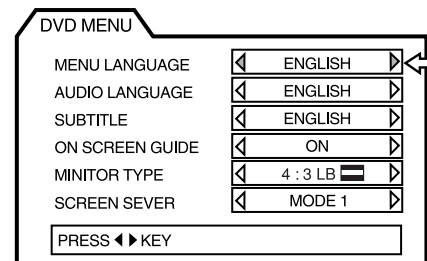 DVD MENU
MENU LANGUAGE ENGLISH
AUDIO LANGUAGE ENGLISH
SUBTITLE ENGLISH
ON SCREEN GUIDE ON
MINITOR TYPE 4 : 3 LB
SCREEN SEVER MODE 1
PRESS ◀ ▶ KEY